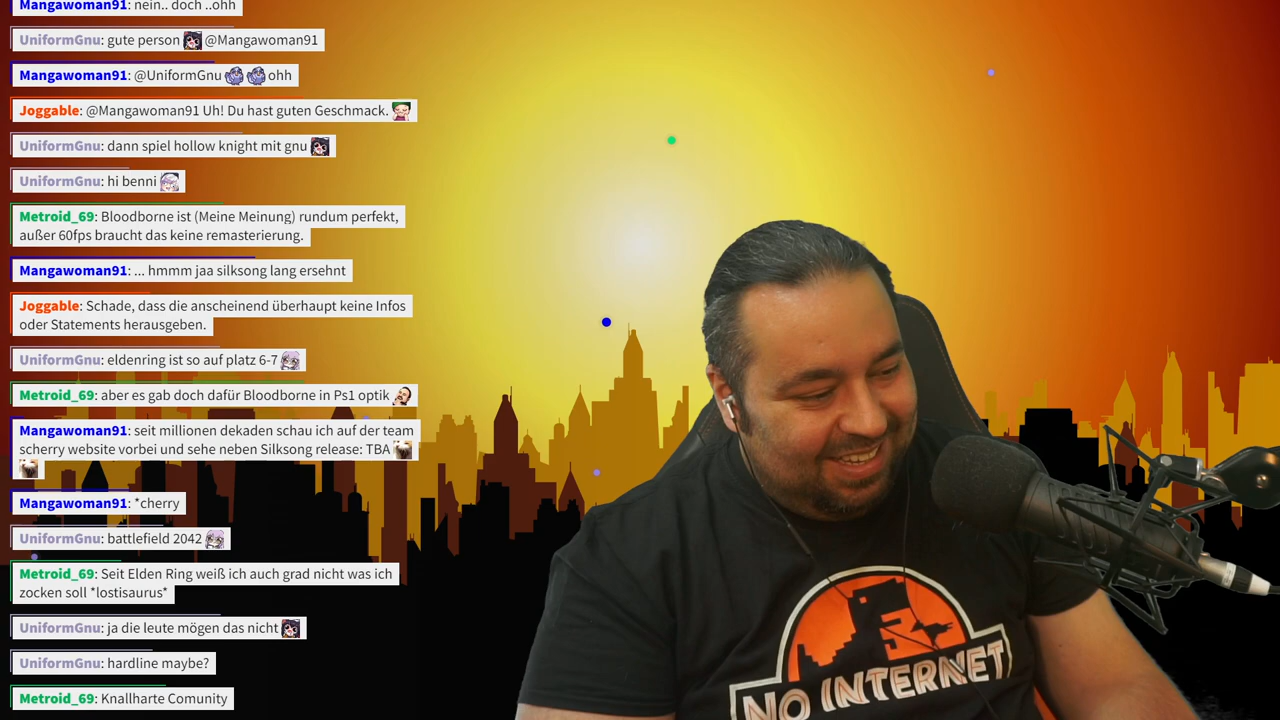 Mangawoman91: nein.. doch ..ohh
UniformGnu: gute person @Mangawoman91
Mangawoman91: @UniformGnu ohh
Joggable: @Mangawoman91 Uh! Du hast guten Geschmack.
UniformGnu: dann spiel hollow knight mit gnu
UniformGnu: hi benni
Metroid_69: Bloodborne ist (Meine Meinung) rundum perfekt,
außer 60fps braucht das keine remasterierung.
Mangawoman91: ... hmmm jaa silksong lang ersehnt
Joggable: Schade, dass die anscheinend überhaupt keine Infos
oder Statements herausgeben.
UniformGnu: eldenring ist so auf platz 6-7
Metroid_69: aber es gab doch dafür Bloodborne in Ps1 optik
Mangawoman91: seit millionen dekaden schau ich auf der team
scherry website vorbei und sehe neben Silksong release: TBA
Mangawoman91: *cherry
UniformGnu: battlefield 2042
Metroid_69: Seit Elden Ring weiß ich auch grad nicht was ich
zocken soll *lostisaurus*
UniformGnu: ja die leute mögen das nicht
UniformGnu: hardline maybe?
Metroid_69: Knallharte Comunity
NO INTERNET